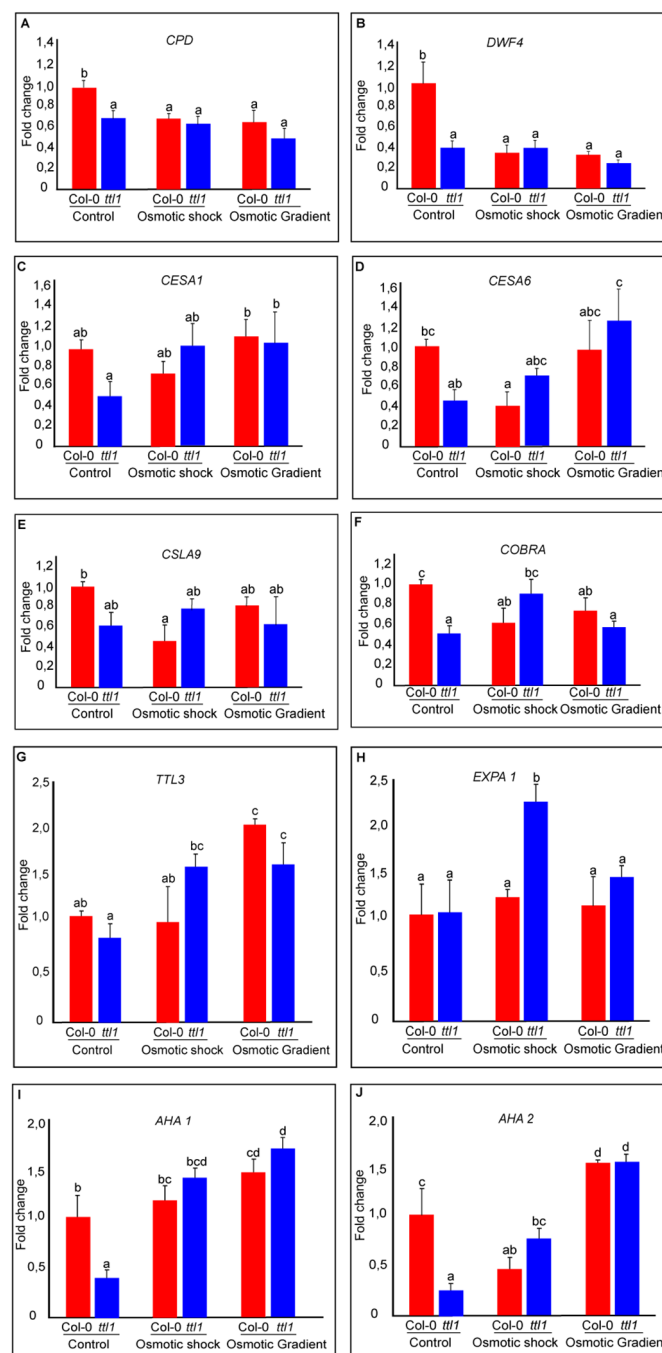 A
CPD
1,4
1,2
1,0
0,8
0,6
0,4
0,2
0
Fold change
b a a a a a
Col-0 ttl1 Col-0 ttl1 Col-0 ttl1
Control Osmotic shock Osmotic Gradient
B
DWF4
1,4
1,2
1,0
0,8
0,6
0,4
0,2
0
Fold change
b a a a a a
Col-0 ttl1 Col-0 ttl1 Col-0 ttl1
Control Osmotic shock Osmotic Gradient
C
CESA1
1,6
1,4
1,2
1,0
0,8
0,6
0,4
0,2
0
Fold change
ab a ab ab b b
Col-0 ttl1 Col-0 ttl1 Col-0 ttl1
Control Osmotic shock Osmotic Gradient
D
CESA6
1,6
1,4
1,2
1,0
0,8
0,6
0,4
0,2
0
Fold change
bc ab a abc abc c
Col-0 ttl1 Col-0 ttl1 Col-0 ttl1
Control Osmotic shock Osmotic Gradient
E
CSLA9
1,2
1,0
0,8
0,6
0,4
0,2
0
Fold change
b ab a ab ab ab
Col-0 ttl1 Col-0 ttl1 Col-0 ttl1
Control Osmotic shock Osmotic Gradient
F
COBRA
1,2
1,0
0,8
0,6
0,4
0,2
0
Fold change
c a ab bc ab a
Col-0 ttl1 Col-0 ttl1 Col-0 ttl1
Control Osmotic shock Osmotic Gradient
G
TTL3
2,5
2,0
1,0
0,5
0
Fold change
ab a ab bc c c
Col-0 ttl1 Col-0 ttl1 Col-0 ttl1
Control Osmotic shock Osmotic Gradient
H
EXPA 1
2,5
2,0
1,0
0,5
0
Fold change
a a a b a a
Col-0 ttl1 Col-0 ttl1 Col-0 ttl1
Control Osmotic shock Osmotic Gradient
I
AHA 1
2,0
1,5
1,0
0,5
0
Fold change
b a bc bcd cd d
Col-0 ttl1 Col-0 ttl1 Col-0 ttl1
Control Osmotic shock Osmotic Gradient
J
AHA 2
2,0
1,5
1,0
0,5
0
Fold change
c a ab bc d d
Col-0 ttl1 Col-0 ttl1 Col-0 ttl1
Control Osmotic shock Osmotic Gradient